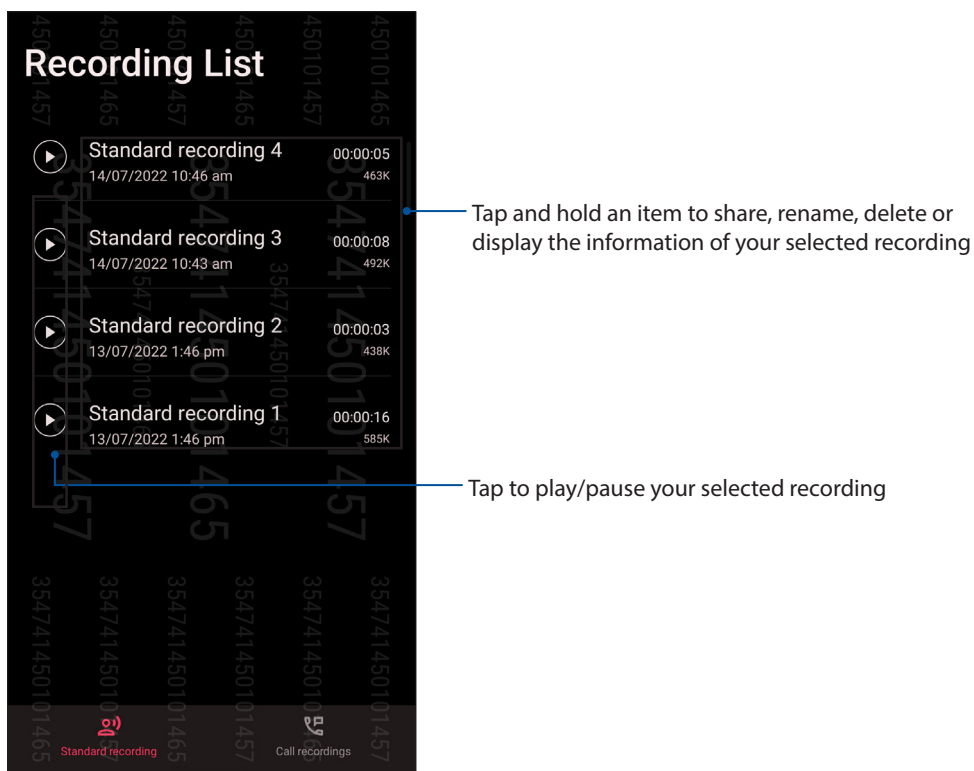 Recording List
Standard recording 4
00:00:05
14/07/2022 10:46 am
463K
Tap and hold an item to share, rename, delete or
display the information of your selected recording
Standard recording 3
00:00:08
14/07/2022 10:43 am
492K
Standard recording 2
00:00:03
13/07/2022 1:46 pm
438K
Standard recording 1
00:00:16
13/07/2022 1:46 pm
585K
Tap to play/pause your selected recording
Standard recording
Call recordings